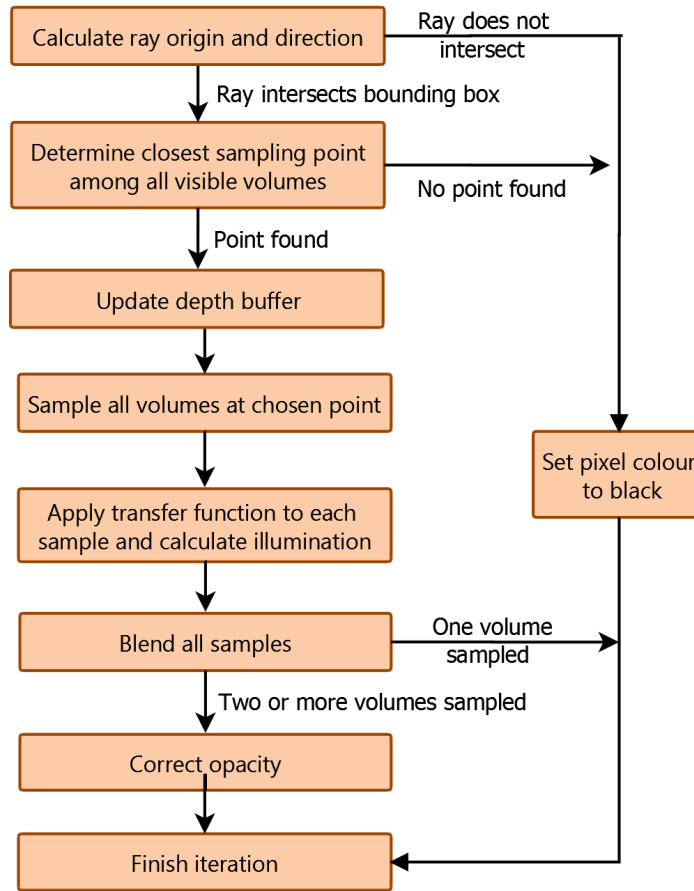 Calculate ray origin and direction
Ray does not
intersect
Ray intersects bounding box
Determine closest sampling point
among all visible volumes
No point found
Point found
Update depth buffer
Sample all volumes at chosen point
Set pixel colour
to black
Apply transfer function to each
sample and calculate illumination
Blend all samples
One volume
sampled
Two or more volumes sampled
Correct opacity
Finish iteration